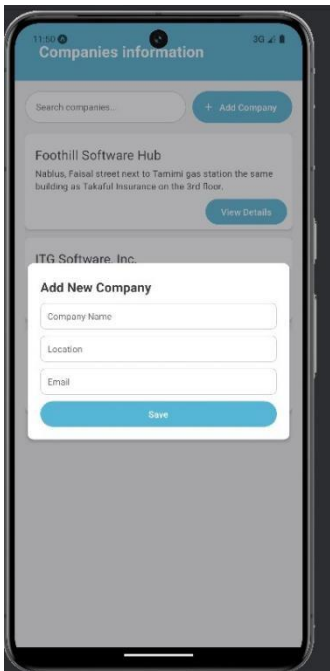 11:50
3G
Companies information
Search companies...
+ Add Company
Foothill Software Hub
Nablus, Faisal street next to Tamimi gas station the same
building as Takaful Insurance on the 3rd floor.
View Details
ITG Software, Inc.
Add New Company
Company Name
Location
Email
Save